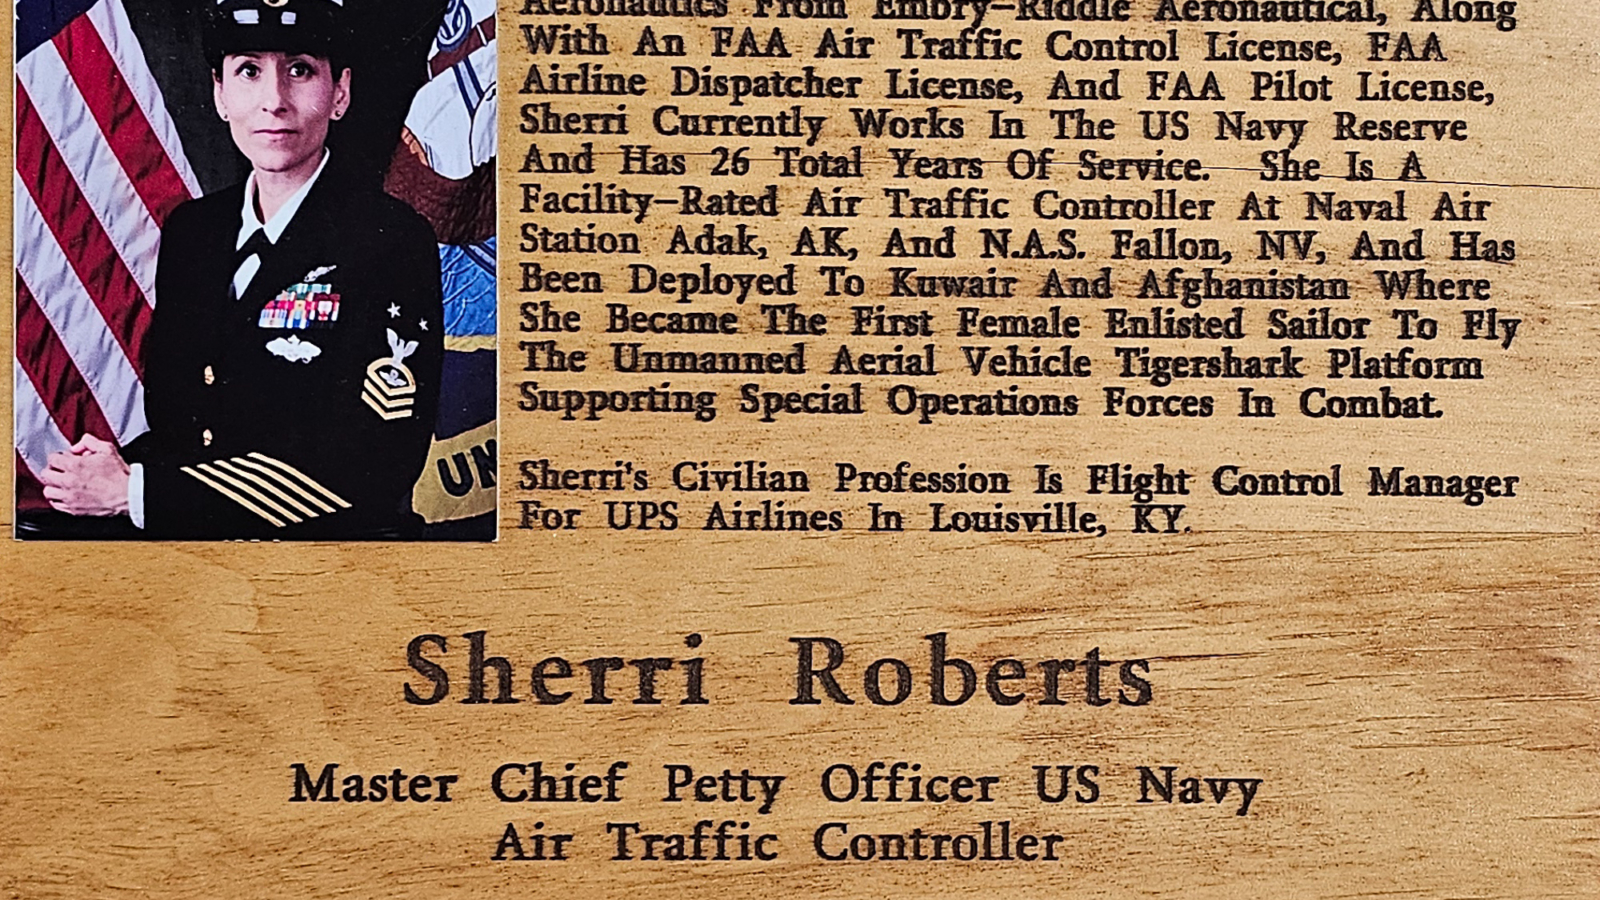 Aeronautics From Embry-Riddle Aeronautical, Along
With An FAA Air Traffic Control License, FAA
Airline Dispatcher License, And FAA Pilot License,
Sherri Currently Works In The US Navy Reserve
And Has 26 Total Years Of Service. She Is A
Facility-Rated Air Traffic Controller At Naval Air
Station Adak, AK, And N.A.S. Fallon, NV, And Has
Been Deployed To Kuwair And Afghanistan Where
She Became The First Female Enlisted Sailor To Fly
The Unmanned Aerial Vehicle Tigershark Platform
Supporting Special Operations Forces In Combat.
Sherri's Civilian Profession Is Flight Control Manager
For UPS Airlines In Louisville, KY.
UN
Sherri Roberts
Master Chief Petty Officer US Navy
Air Traffic Controller